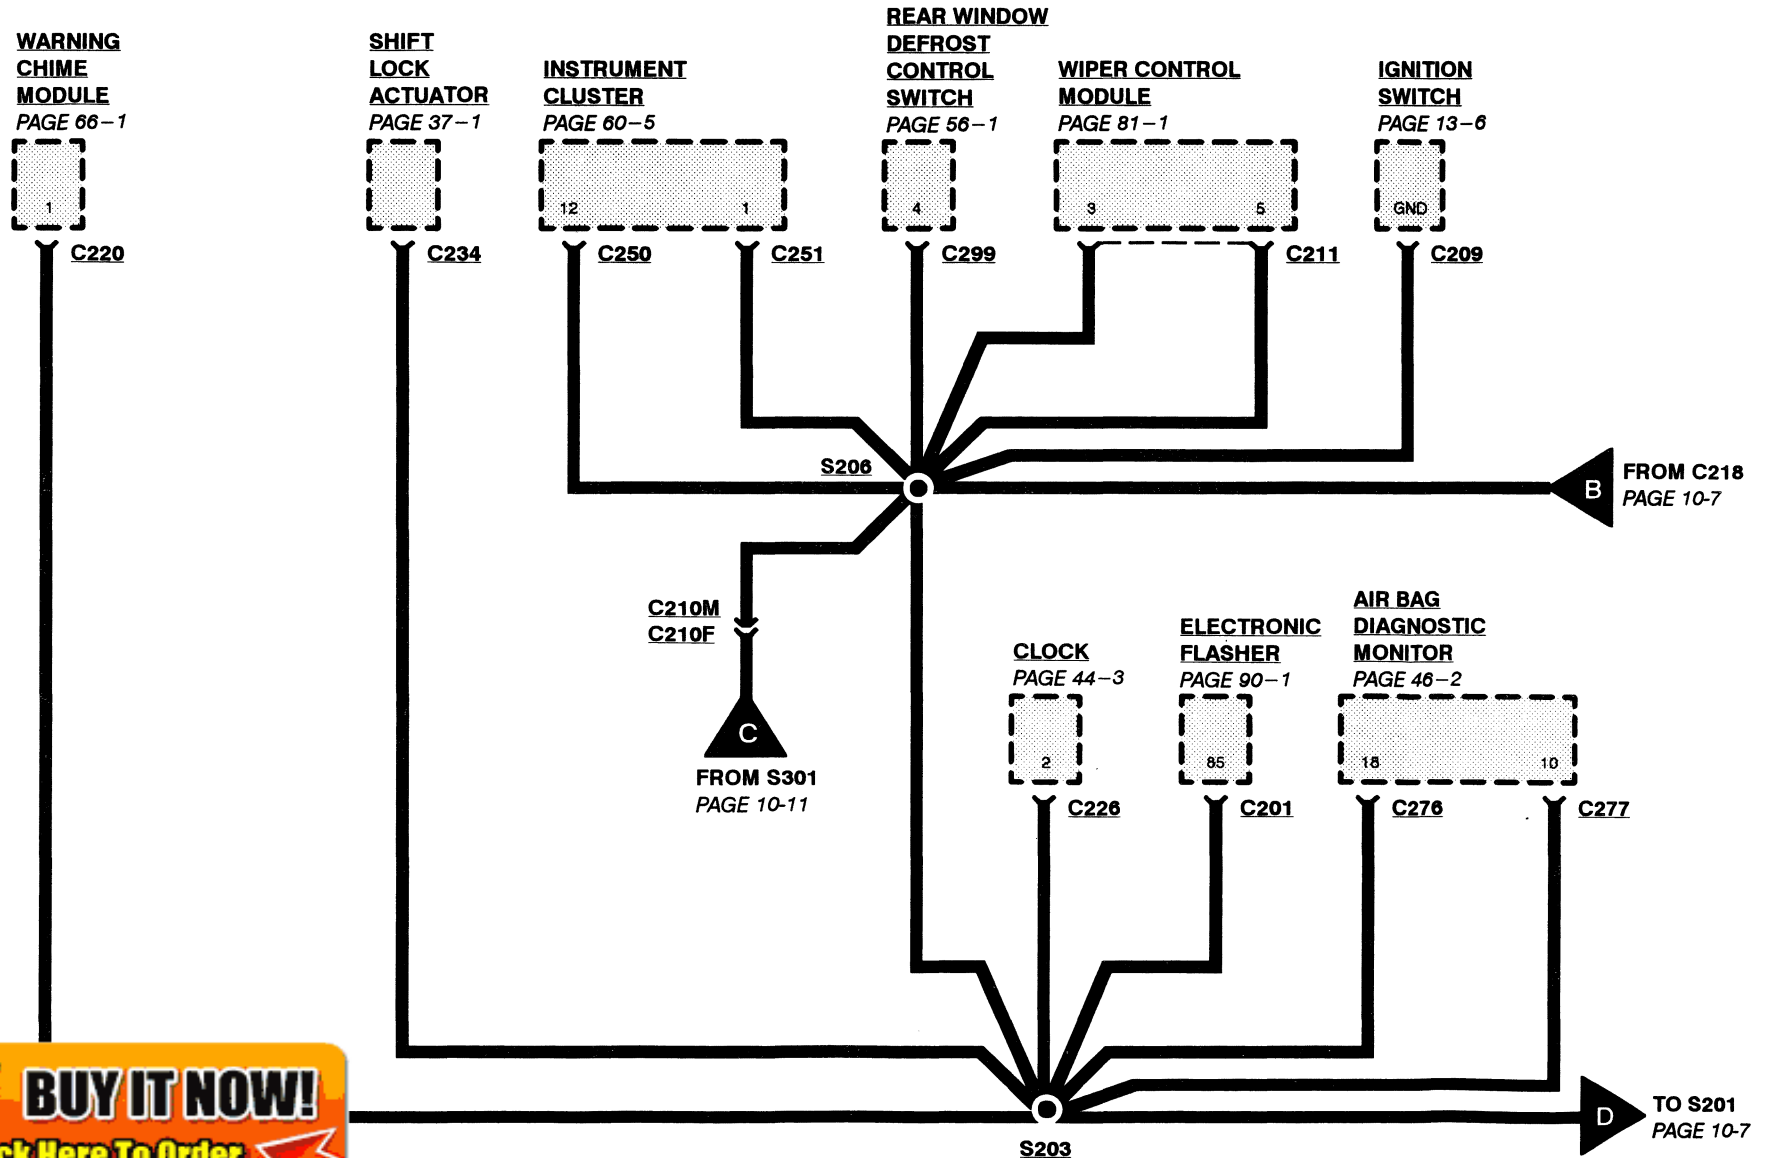 WARNING
CHIME
MODULE
PAGE 66-1
1
C220
SHIFT
LOCK
ACTUATOR
PAGE 37-1
C234
INSTRUMENT
CLUSTER
PAGE 60-5
12
1
C250
C251
REAR WINDOW
DEFROST
CONTROL
SWITCH
PAGE 56-1
4
C299
WIPER CONTROL
MODULE
PAGE 81-1
3
5
C211
IGNITION
SWITCH
PAGE 13-6
GND
C209
S206
B
FROM C218
PAGE 10-7
C210M
C210F
C
FROM S301
PAGE 10-11
CLOCK
PAGE 44-3
2
C226
ELECTRONIC
FLASHER
PAGE 90-1
85
C201
AIR BAG
DIAGNOSTIC
MONITOR
PAGE 46-2
18
10
C276
C277
S203
D
TO S201
PAGE 10-7
BUY IT NOW!
ck Here To Order